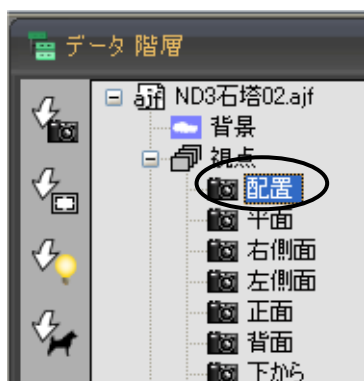 データ階層
ajf ND3石塔02.ajf
背景
視点
配置
平面
右側面
左側面
正面
背面
下から